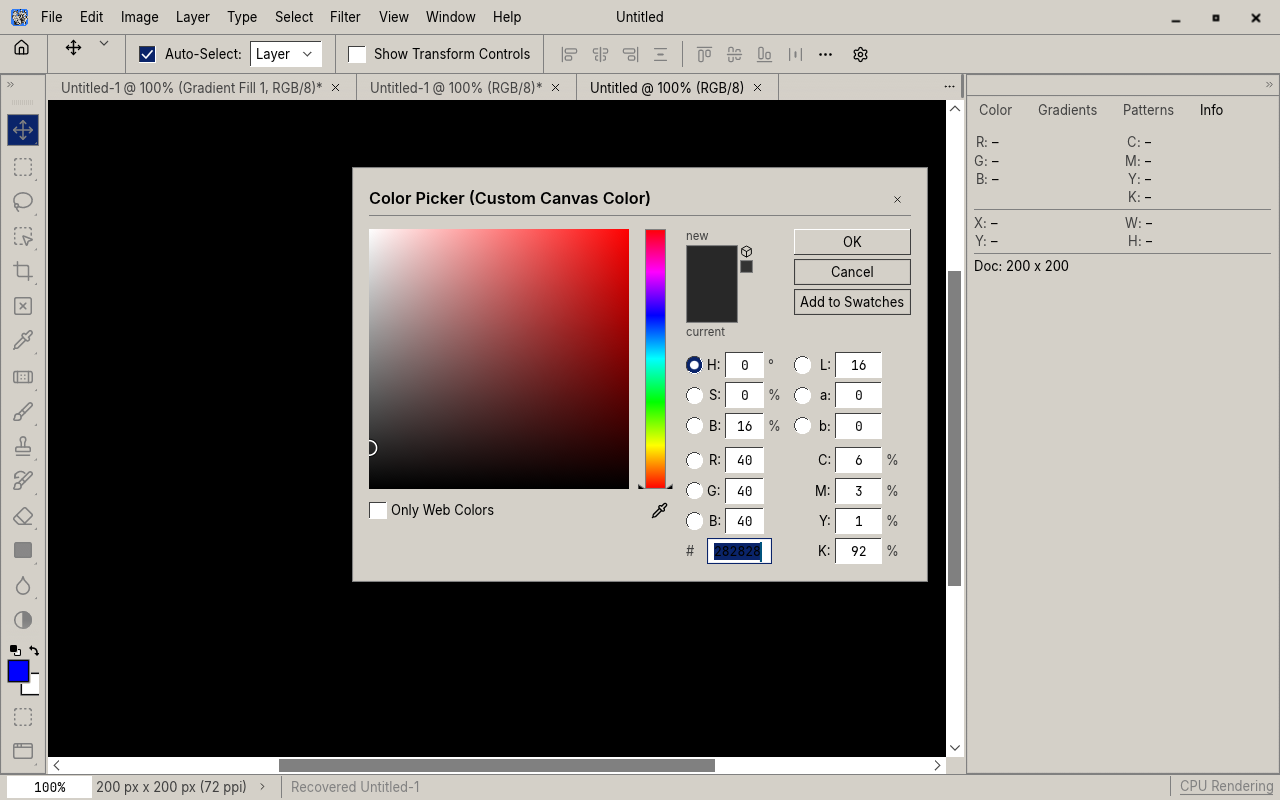 File Edit Image Layer Type Select Filter View Window Help Untitled
Auto-Select: Layer Show Transform Controls
Untitled-1 @ 100% (Gradient Fill 1, RGB/8)* Untitled-1 @ 100% (RGB/8)* Untitled @ 100% (RGB/8)
Color Gradients Patterns Info
R: – C: –
G: – M: –
B: – Y: –
K: –
X: – W: –
Y: – H: –
Doc: 200 x 200
Color Picker (Custom Canvas Color)
new
current
OK
Cancel
Add to Swatches
H: 0 ° L: 16
S: 0 % a: 0
B: 16 % b: 0
R: 40 C: 6 %
G: 40 M: 3 %
B: 40 Y: 1 %
# 282828 K: 92 %
Only Web Colors
100% 200 px x 200 px (72 ppi) Recovered Untitled-1 CPU Rendering